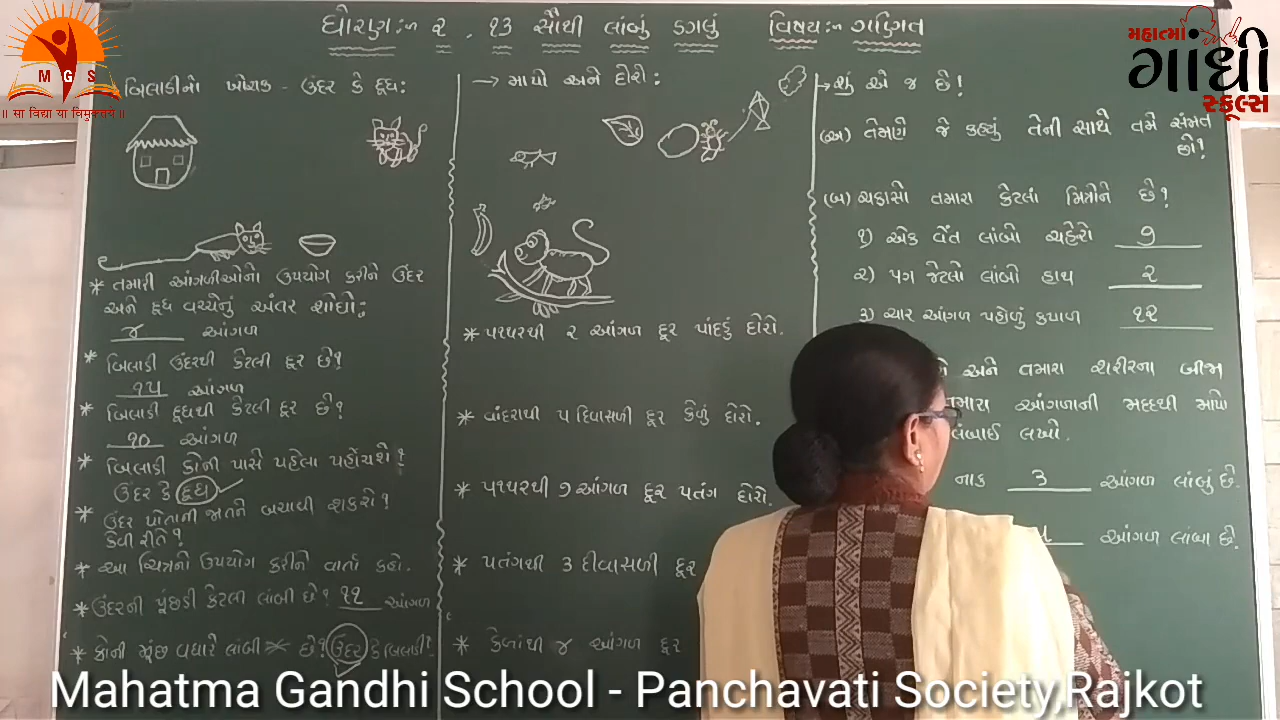 ધોરણઃ ૨ . ૧૩ સૌથી લાંબું ડગલું વિષયઃ ગણિત
MGS
॥ सा विद्या या विमुक्तये ॥
મહાત્મા
ગાંધી
સ્કૂલ્સ
બિલાડીનો ખોરાક - ઉંદર કે દૂધ:
* તમારી આંગળીઓનો ઉપયોગ કરીને ઉંદર
અને દૂધ વચ્ચેનું અંતર શોધો:
૪ આંગળ
* બિલાડી ઉંદરથી કેટલી દૂર છે?
૧૫ આંગળ
* બિલાડી દૂધથી કેટલી દૂર છે?
૧૦ આંગળ
* બિલાડી કોની પાસે પહેલા પહોંચશે?
ઉંદર કે દૂધ
* ઉંદર પોતાની જાતને બચાવી શકશે?
કેવી રીતે?
* આ ચિત્રનો ઉપયોગ કરીને વાર્તા કહો.
* ઉંદરની પૂંછડી કેટલી લાંબી છે? ૧૨ આંગળ
* કોની મૂંછ વધારે લાંબી છે? ઉંદર કે બિલાડી?
→ માપો અને દોરો:
* પથ્થરથી ૨ આંગળ દૂર પાંદડું દોરો.
* વાંદરાથી ૫ દિવાસળી દૂર કેળું દોરો.
* પથ્થરથી ૭ આંગળ દૂર પતંગ દોરો.
* પતંગથી ૩ દીવાસળી દૂર
* કેળાંથી ૪ આંગળ દૂર
→ શું એ જ છે!
(અ) તેમણે જે કહ્યું તેની સાથે તમે સંમત
છો?
(બ) ચકાસો તમારા કેટલાં મિત્રોને છે?
૧) એક વેંત લાંબો ચહેરો ૭
૨) પગ જેટલો લાંબો હાથ ૨
૩) ચાર આંગળ પહોળું કપાળ ૧૨
અને તમારા શરીરના બીજા
તમારા આંગળાની મદદથી માપો
લંબાઈ લખો.
નાક ૩ આંગળ લાંબું છે.
આંગળ લાંબા છે.
Mahatma Gandhi School - Panchavati Society,Rajkot